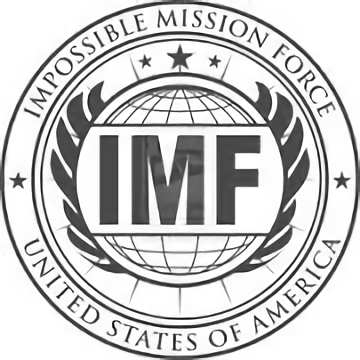 IMPOSSIBLE MISSION FORCE
IMF
UNITED STATES OF AMERICA